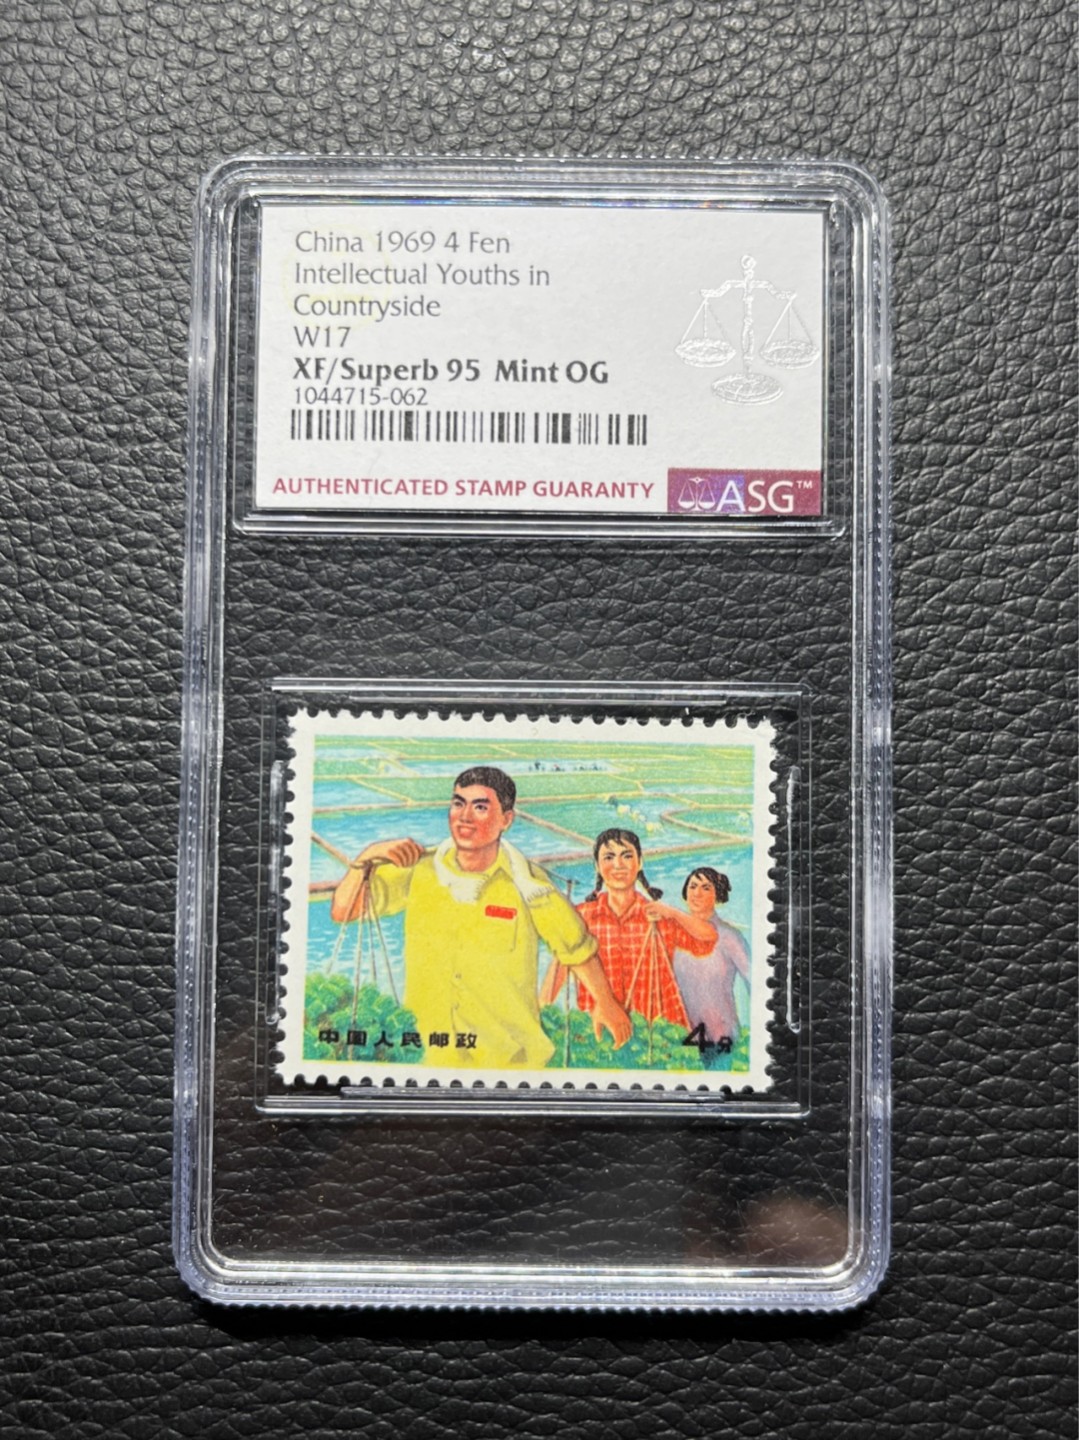 China 1969 4 Fen
Intellectual Youths in
Countryside
W17
XF/Superb 95 Mint OG
1044715-062
AUTHENTICATED STAMP GUARANTY
ASG™
中国人民邮政
4分